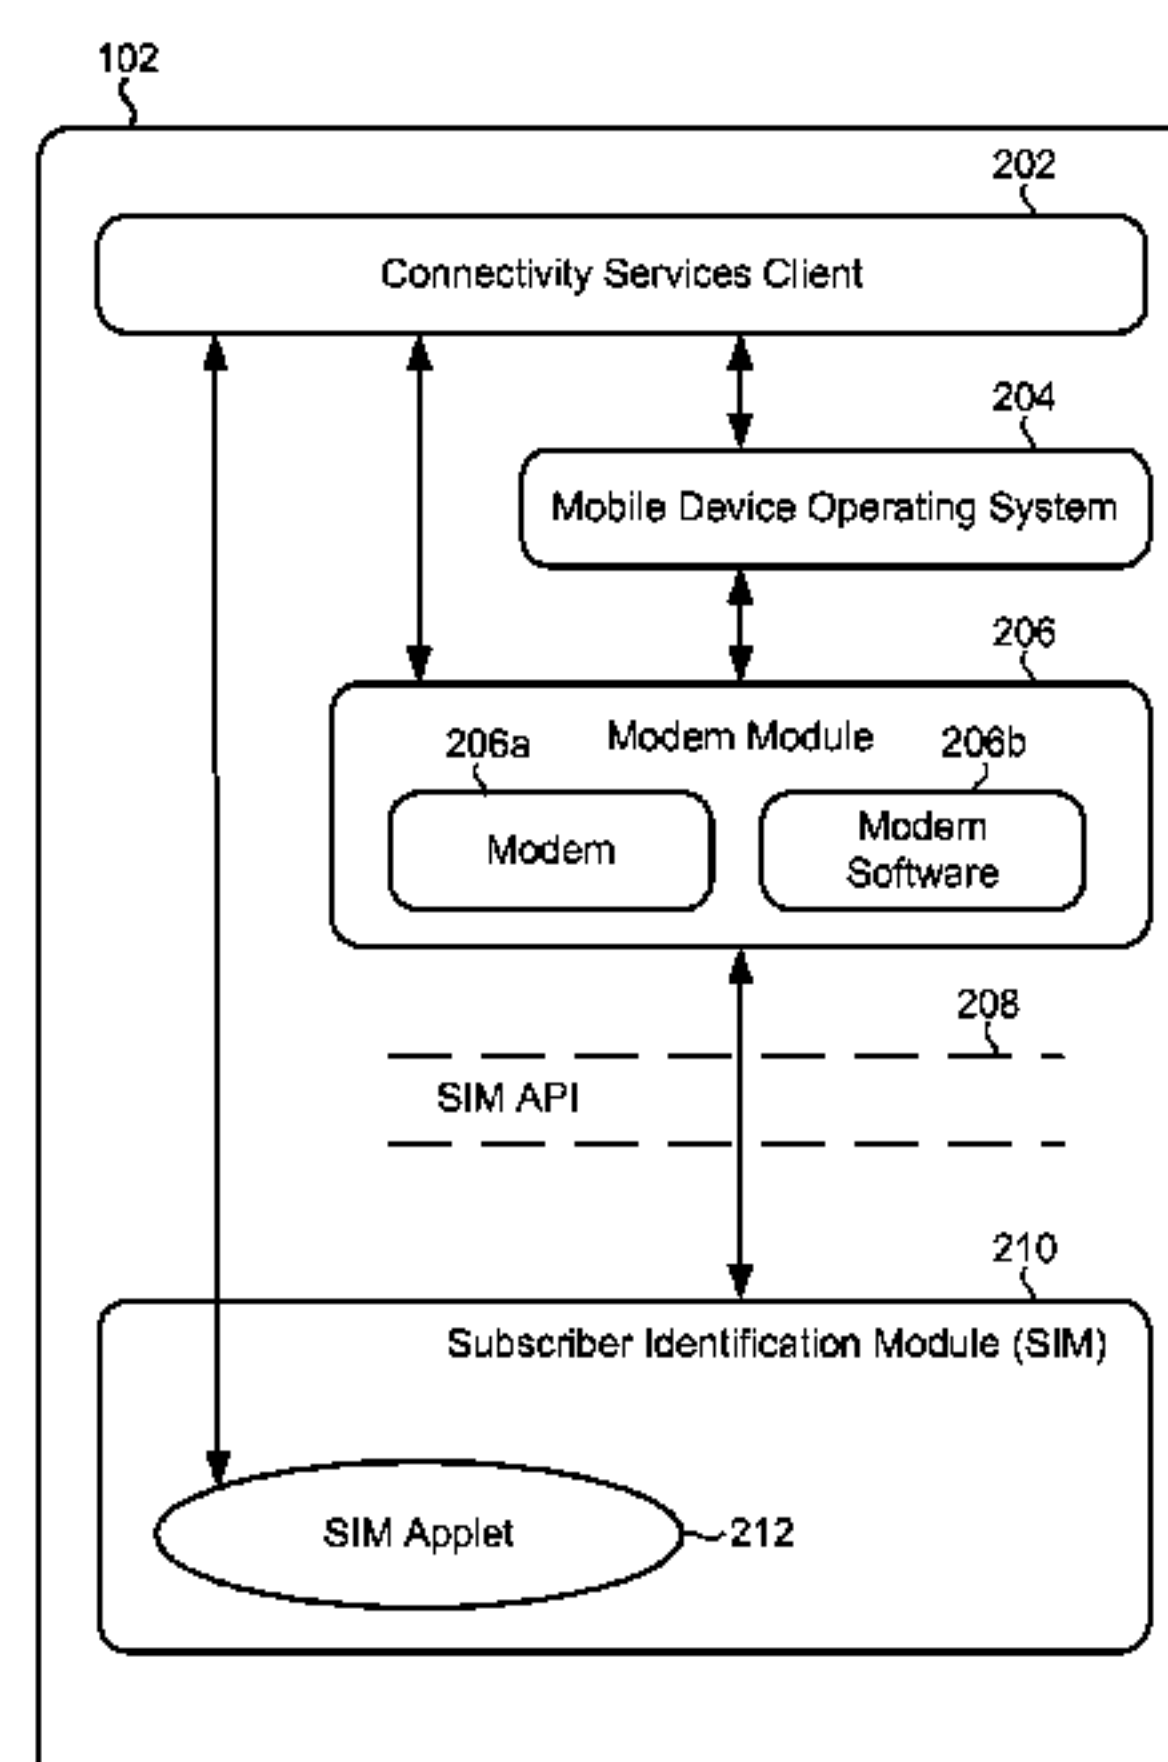 102
202
Connectivity Services Client
204
Mobile Device Operating System
206
Modem Module
206a
206b
Modem
Modem
Software
208
SIM API
210
Subscriber Identification Module (SIM)
SIM Applet
212